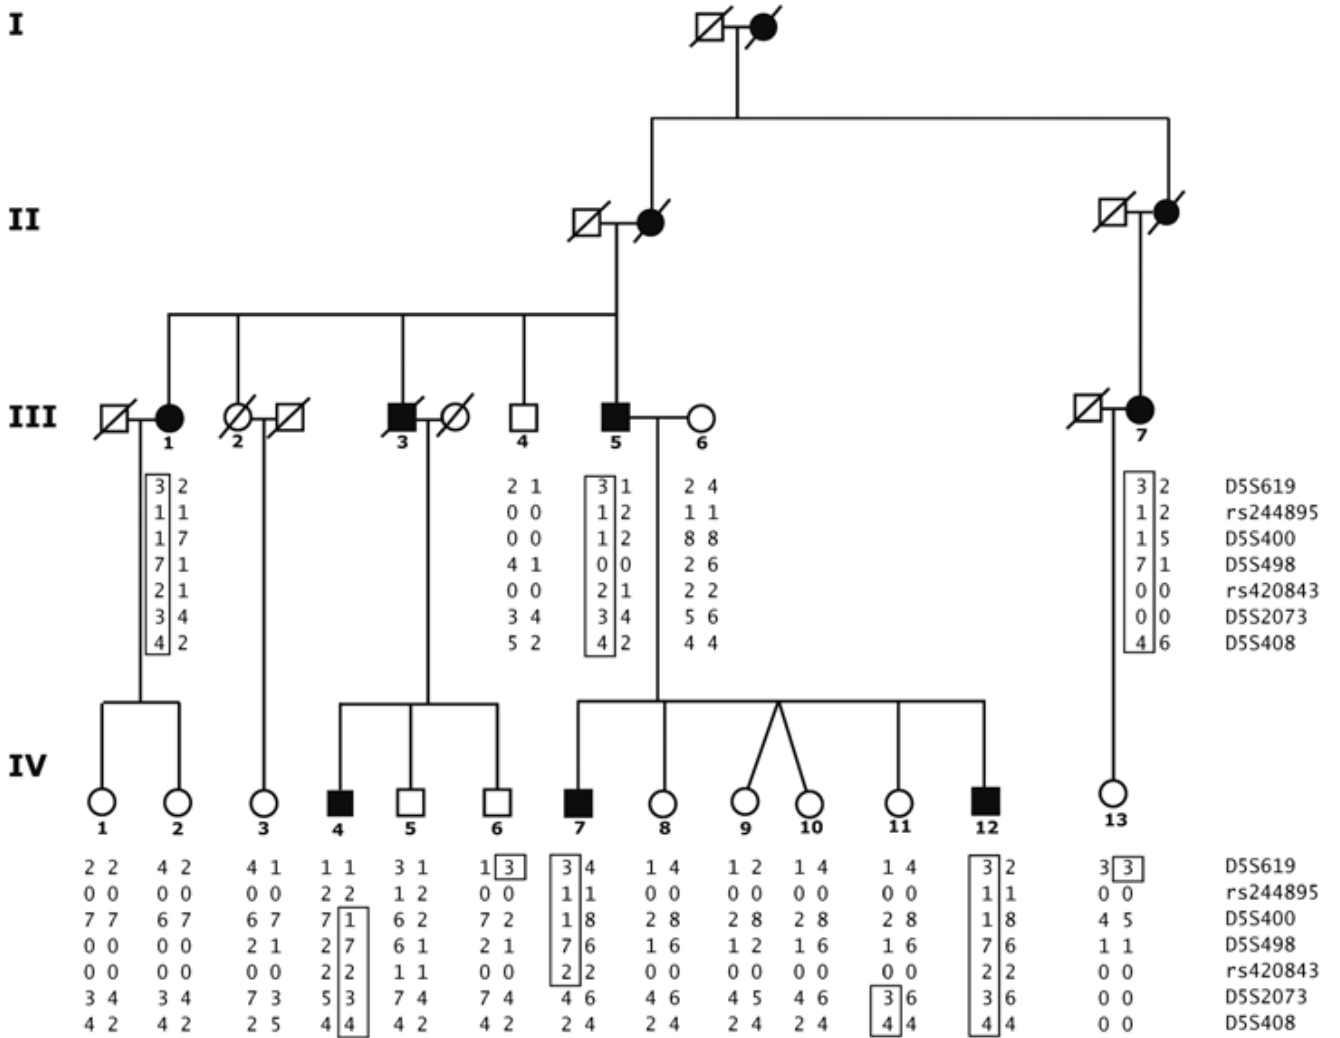 I
II
III
1 2 3 4 5 6 7
3 2 2 1 3 1 2 4 3 2 D5S619
1 1 0 0 1 2 1 1 1 2 rs244895
1 7 0 0 1 2 8 8 1 5 D5S400
7 1 4 1 0 0 2 6 7 1 D5S498
2 1 0 0 2 1 2 2 0 0 rs420843
3 4 3 4 3 4 5 6 0 0 D5S2073
4 2 5 2 4 2 4 4 4 6 D5S408
IV
1 2 3 4 5 6 7 8 9 10 11 12 13
2 2 4 2 4 1 1 1 3 1 1 3 3 4 1 4 1 2 1 4 1 4 3 2 3 3 D5S619
0 0 0 0 0 0 2 2 1 2 0 0 1 1 0 0 0 0 0 0 0 0 1 1 0 0 rs244895
7 7 6 7 6 7 7 1 6 2 7 2 1 8 2 8 2 8 2 8 2 8 1 8 4 5 D5S400
0 0 0 0 2 1 2 7 6 1 2 1 7 6 1 6 1 2 1 6 1 6 7 6 1 1 D5S498
0 0 0 0 0 0 2 2 1 1 0 0 2 2 0 0 0 0 0 0 0 0 2 2 0 0 rs420843
3 4 3 4 7 3 5 3 7 4 7 4 4 6 4 6 4 5 4 6 3 6 3 6 0 0 D5S2073
4 2 4 2 2 5 4 4 4 2 4 2 2 4 2 4 2 4 2 4 4 4 4 4 0 0 D5S408